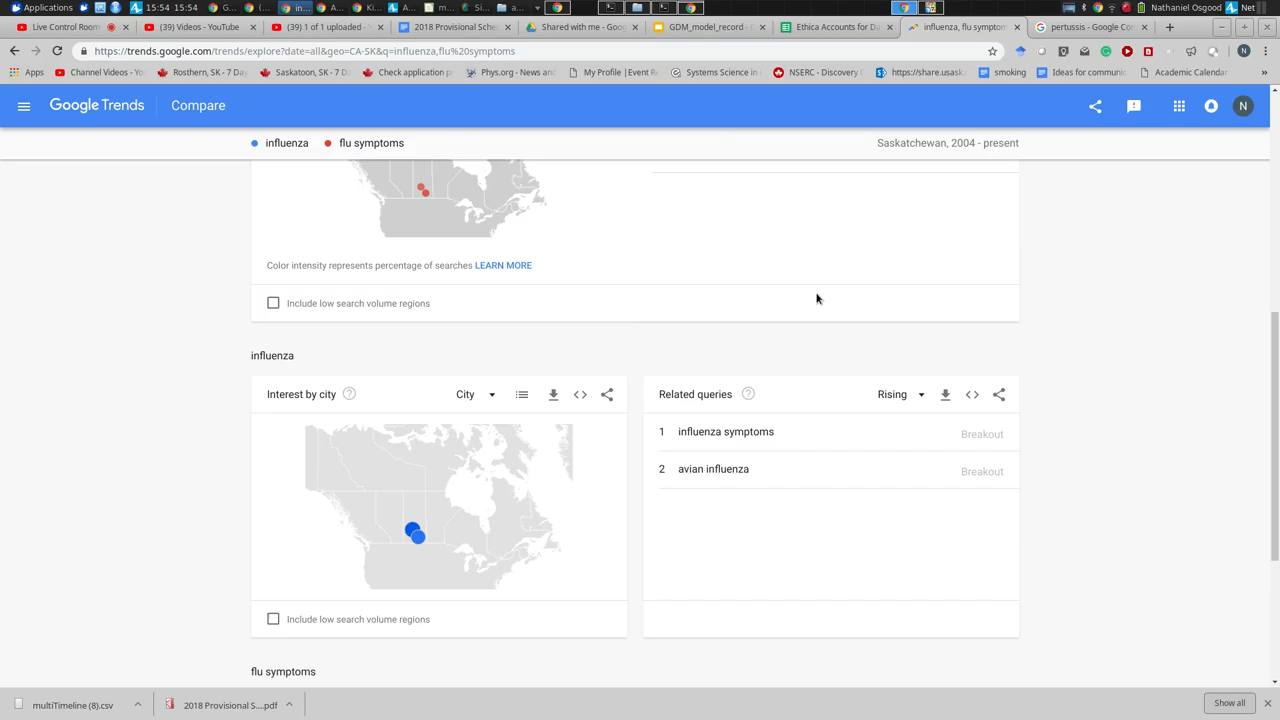 Applications 15:54 15:54 Nathaniel Osgood Net
Live Control Room
(39) Videos - YouTube
(39) 1 of 1 uploaded -
2018 Provisional Sche
Shared with me - Goog
GDM_model_record - G
Ethica Accounts for Da
influenza, flu symptom
pertussis - Google Con
https://trends.google.com/trends/explore?date=all&geo=CA-SK&q=influenza,flu%20symptoms
Apps
Channel Videos - Yo
Rosthern, SK - 7 Day
Saskatoon, SK - 7 Da
Check application p
Phys.org - News and
My Profile |Event R
Systems Science in
NSERC - Discovery G
https://share.usask.
smoking
Ideas for communic
Academic Calendar
Google Trends Compare N
influenza flu symptoms Saskatchewan, 2004 - present
Color intensity represents percentage of searches LEARN MORE
Include low search volume regions
influenza
Interest by city City
Related queries Rising
1 influenza symptoms Breakout
2 avian influenza Breakout
Include low search volume regions
flu symptoms
multiTimeline (8).csv
2018 Provisional S....pdf
Show all